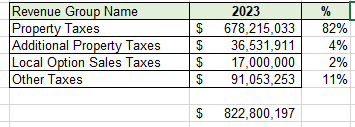 Revenue Group Name 2023 %
Property Taxes $ 678,215,033 82%
Additional Property Taxes $ 36,531,911 4%
Local Option Sales Taxes $ 17,000,000 2%
Other Taxes $ 91,053,253 11%
$ 822,800,197